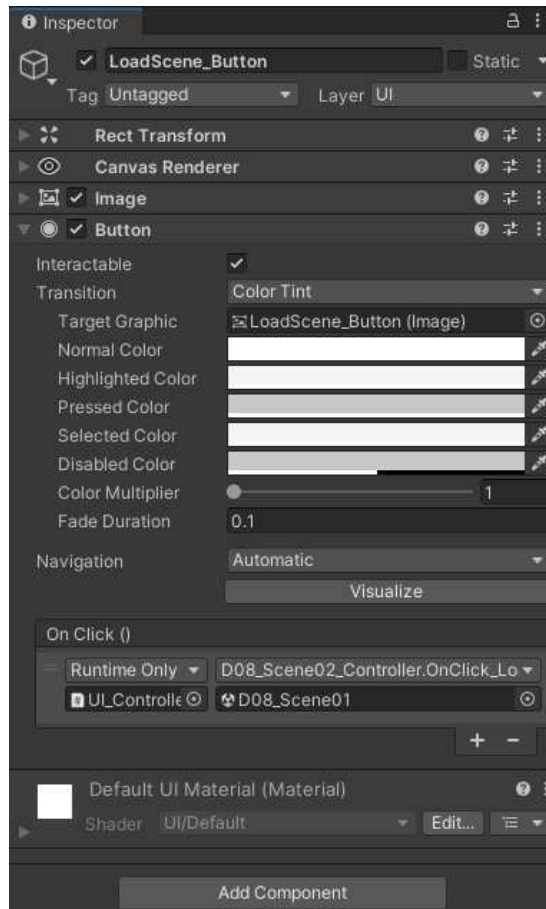 Inspector
LoadScene_Button Static
Tag Untagged Layer UI
Rect Transform
Canvas Renderer
Image
Button
Interactable
Transition Color Tint
Target Graphic LoadScene_Button (Image)
Normal Color
Highlighted Color
Pressed Color
Selected Color
Disabled Color
Color Multiplier 1
Fade Duration 0.1
Navigation Automatic
Visualize
On Click ()
Runtime Only D08_Scene02_Controller.OnClick_Lo
UI_Controlle D08_Scene01
+ -
Default UI Material (Material)
Shader UI/Default Edit...
Add Component